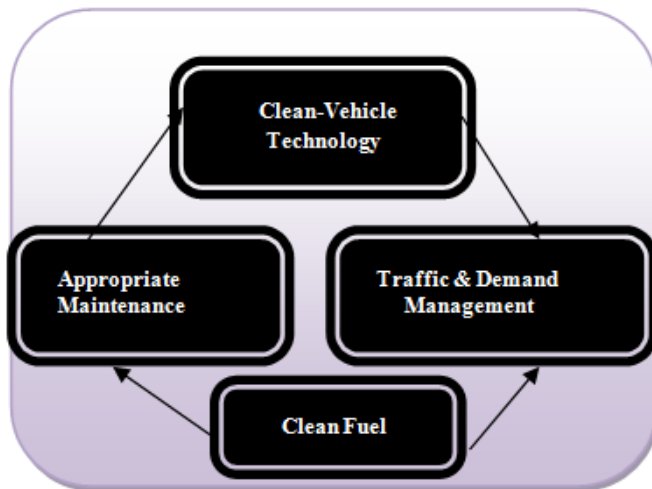 Clean-Vehicle
Technology
Appropriate
Maintenance
Traffic & Demand
Management
Clean Fuel